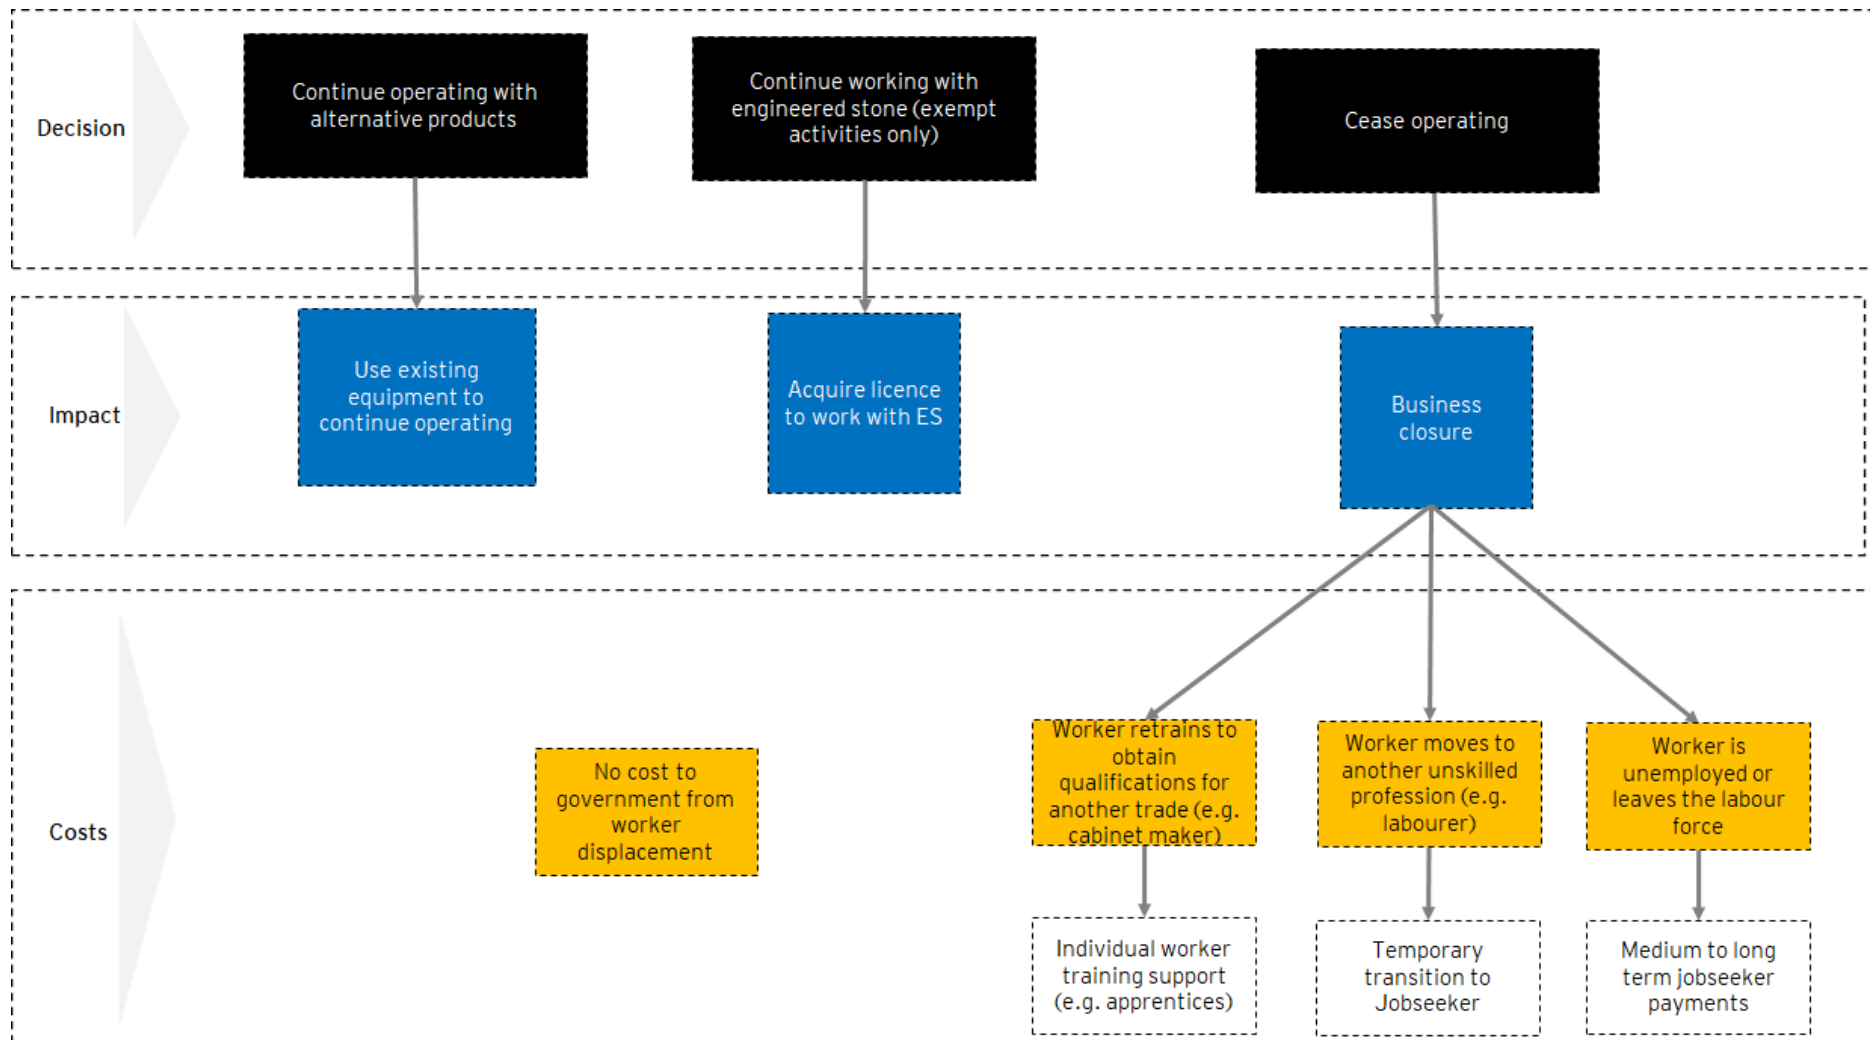 Decision
Continue operating with
alternative products
Continue working with
engineered stone (exempt
activities only)
Cease operating
Impact
Use existing
equipment to
continue operating
Acquire licence
to work with ES
Business
closure
Costs
No cost to
government from
worker
displacement
Worker retrains to
obtain
qualifications for
another trade (e.g.
cabinet maker)
Worker moves to
another unskilled
profession (e.g.
labourer)
Worker is
unemployed or
leaves the labour
force
Individual worker
training support
(e.g. apprentices)
Temporary
transition to
Jobseeker
Medium to long
term jobseeker
payments